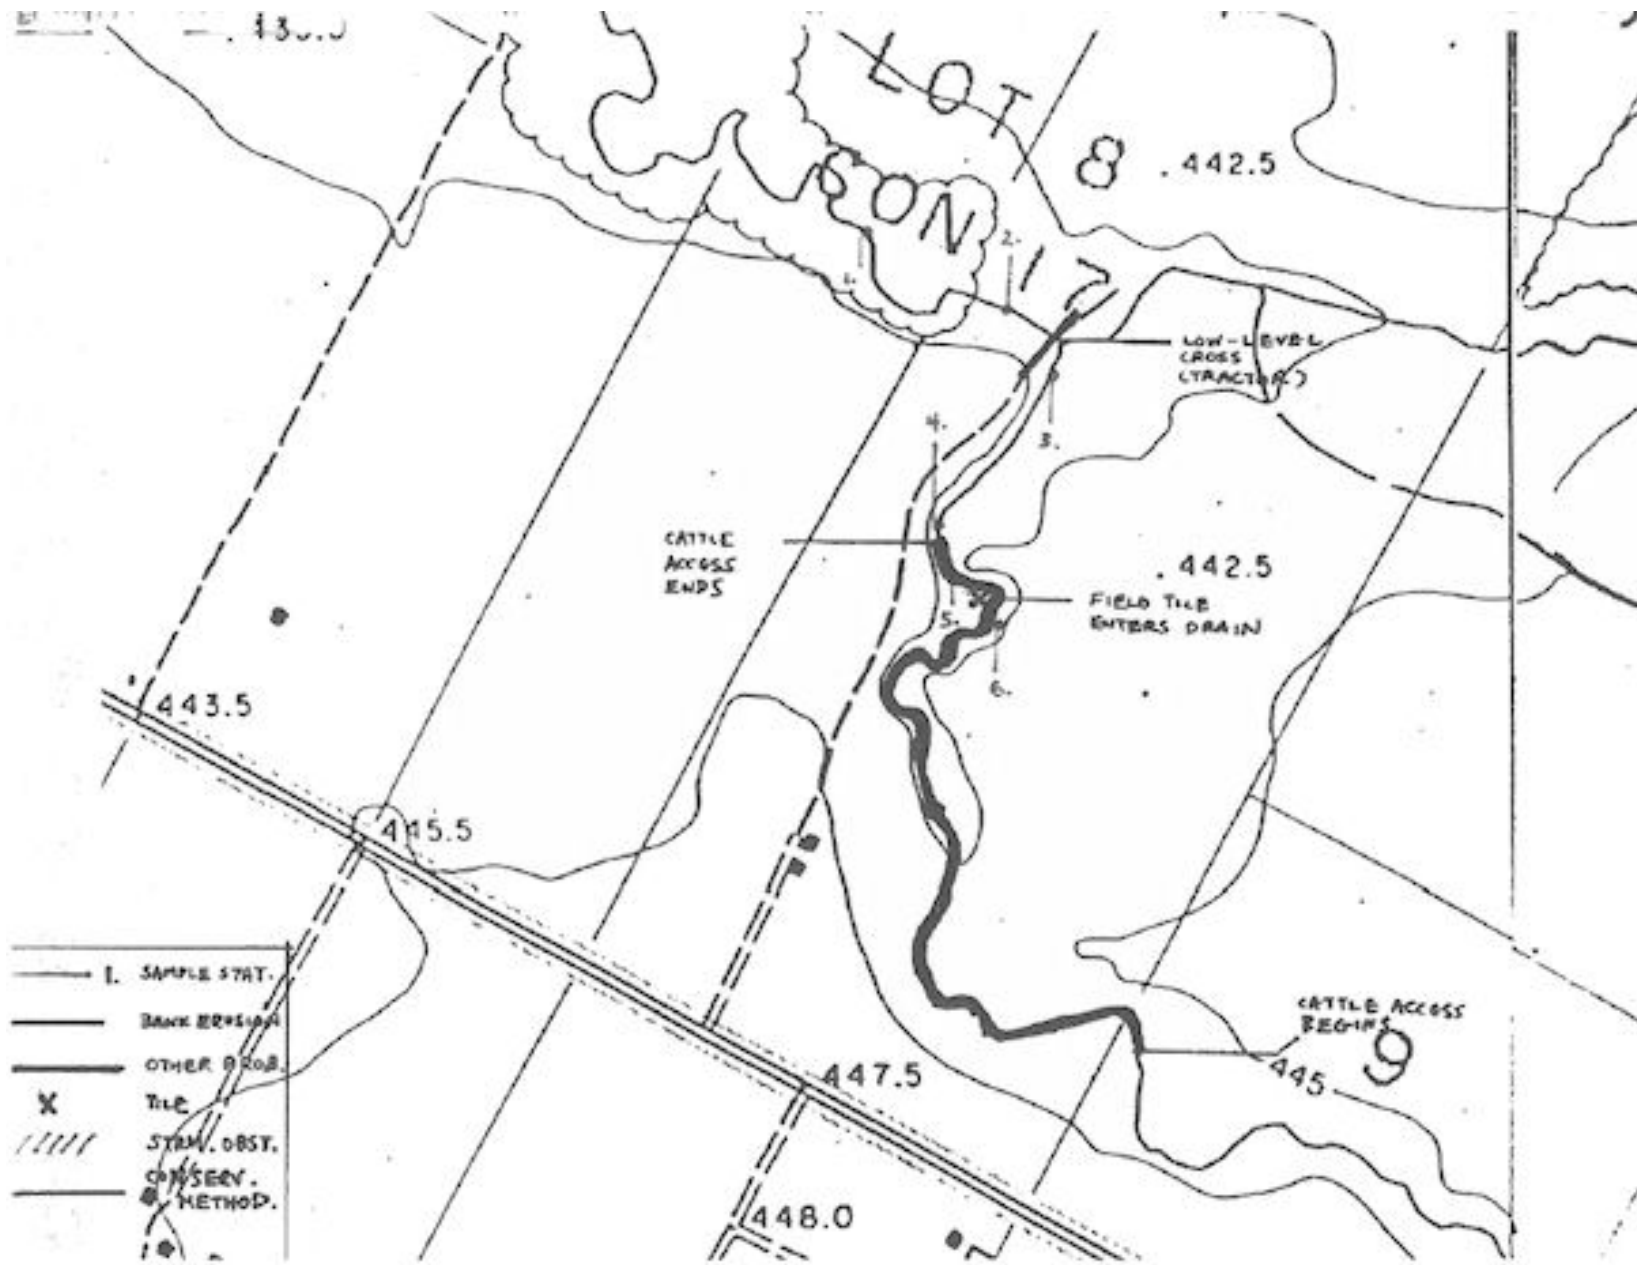 LOT
8
. 442.5
CON
17
2.
1.
LOW-LEVEL
CROSS
(TRACTOR)
4.
3.
CATTLE
ACCESS
ENDS
. 442.5
FIELD TILE
ENTERS DRAIN
5.
6.
443.5
445.5
1. SAMPLE STAT.
BANK EROSION
OTHER PROB.
X TILE
STRM. OBST.
CONSERV.
METHOD.
CATTLE ACCESS
BEGINS
9
445
447.5
448.0